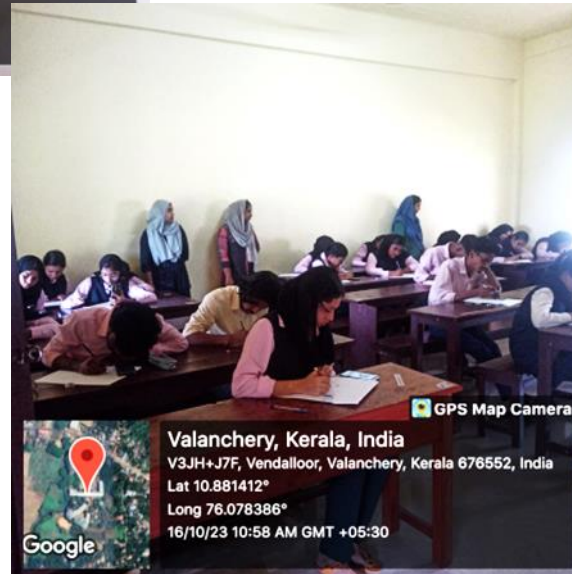 GPS Map Camera
Valanchery, Kerala, India
V3JH+J7F, Vendalloor, Valanchery, Kerala 676552, India
Lat 10.881412°
Long 76.078386°
16/10/23 10:58 AM GMT +05:30
Google